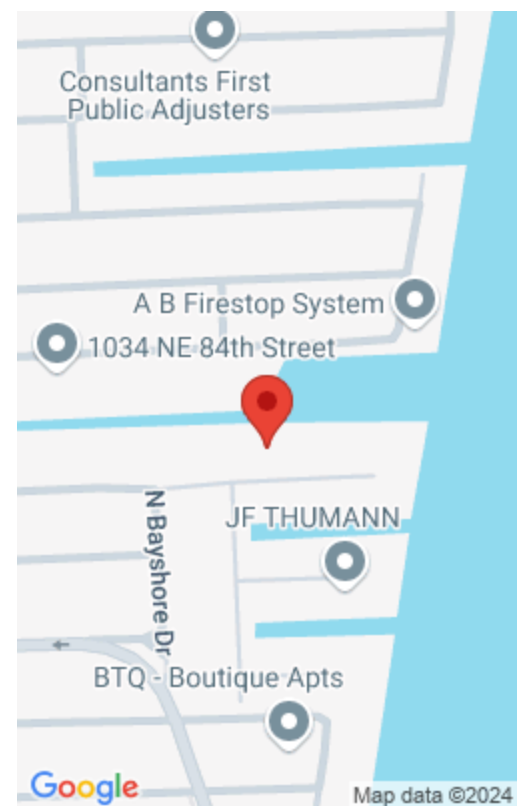 Consultants First
Public Adjusters
A B Firestop System
1034 NE 84th Street
N Bayshore Dr
JF THUMANN
BTQ - Boutique Apts
Google
Map data ©2024